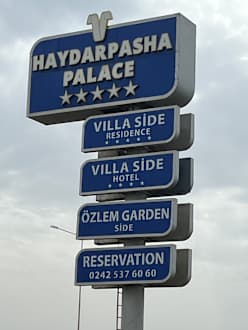 HAYDARPASHA
PALACE
★★★★★
VILLA SİDE
RESIDENCE
★★★★★
VILLA SİDE
HOTEL
★★★★
ÖZLEM GARDEN
SİDE
RESERVATION
0242 537 60 60